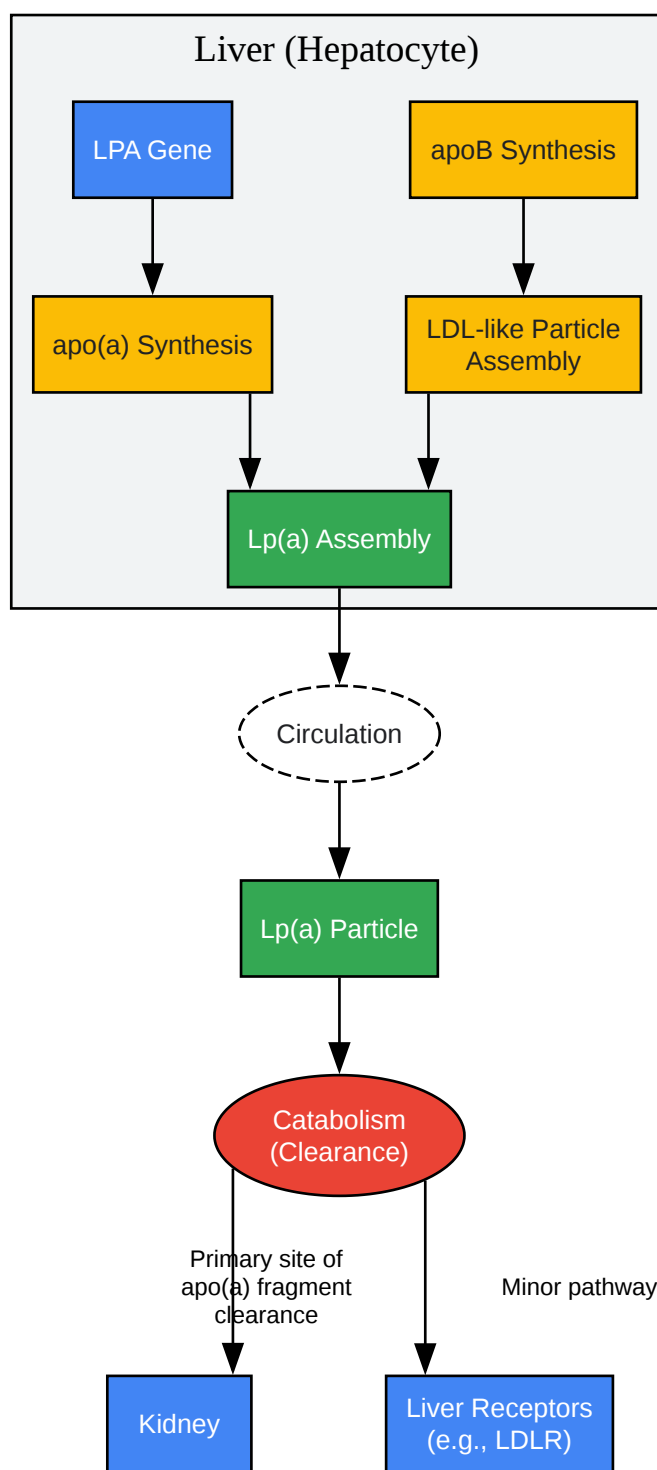 Liver (Hepatocyte)
LPA Gene
apoB Synthesis
apo(a) Synthesis
LDL-like Particle
Assembly
Lp(a) Assembly
Circulation
Lp(a) Particle
Catabolism
(Clearance)
Primary site of
apo(a) fragment
clearance
Minor pathway
Kidney
Liver Receptors
(e.g., LDLR)